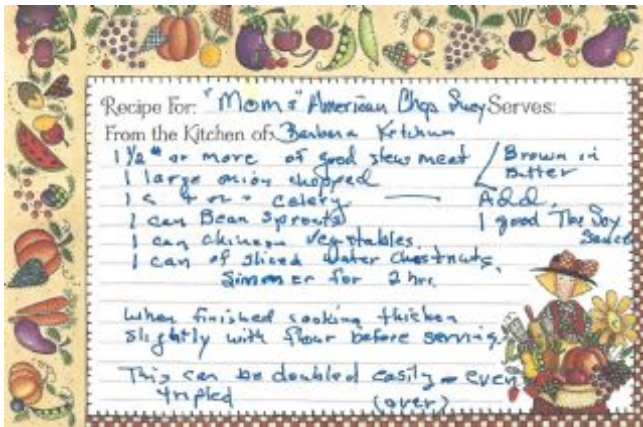 Recipe For: "Mom's" American Chop Suey Serves:
From the Kitchen of: Barbara Ketchum
1 1/2 # or more of good stew meat / Brown in
1 large onion chopped Butter
1 c + or - celery — Add,
1 can Bean Sprouts 1 good Tbs Soy
1 can chinese vegetables. Sauce
1 can of sliced water chestnuts,
Simmer for 2 hrs.
When finished cooking thicken
slightly with flour before serving.
This can be doubled easily - even
tripled (over)